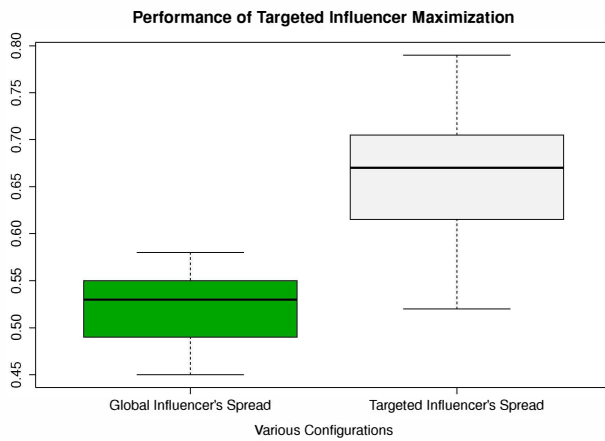 Performance of Targeted Influencer Maximization
0.80
0.75
0.70
0.65
0.60
0.55
0.50
0.45
Global Influencer's Spread
Targeted Influencer's Spread
Various Configurations